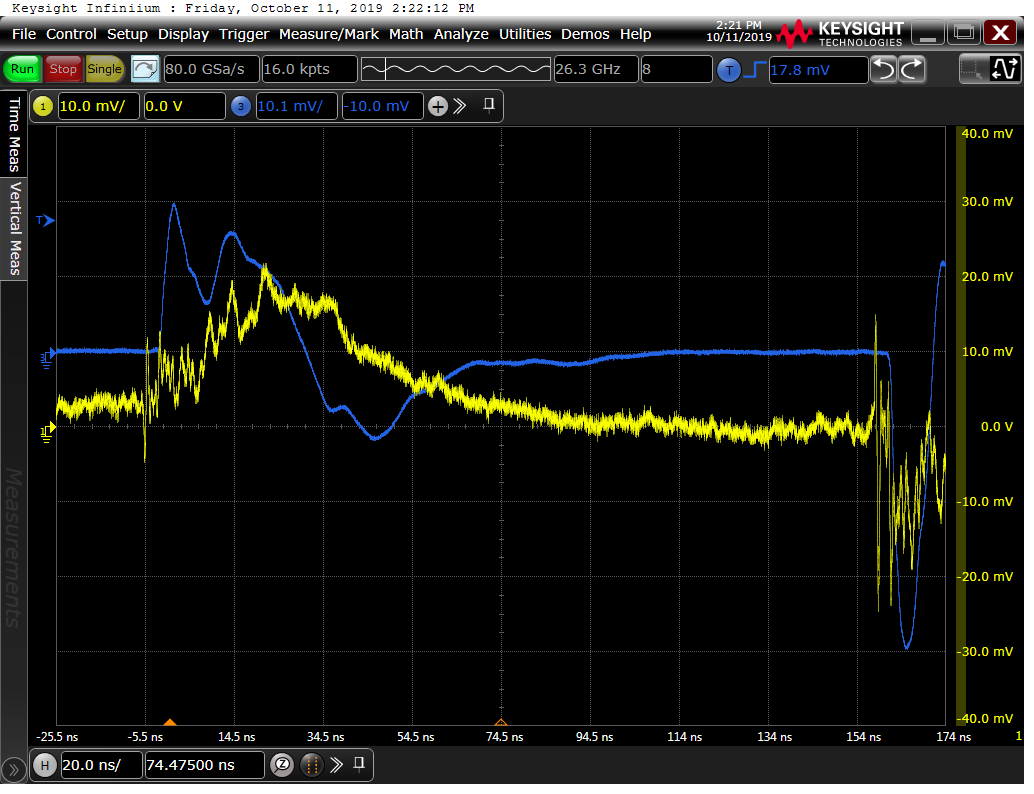 Keysight Infiniium : Friday, October 11, 2019 2:22:12 PM
File Control Setup Display Trigger Measure/Mark Math Analyze Utilities Demos Help
2:21 PM
10/11/2019
KEYSIGHT
TECHNOLOGIES
Run Stop Single 80.0 GSa/s 16.0 kpts 26.3 GHz 8 T 17.8 mV
1 10.0 mV/ 0.0 V 3 10.1 mV/ -10.0 mV
Time Meas
Vertical Meas
Measurements
T
40.0 mV
30.0 mV
20.0 mV
10.0 mV
0.0 V
-10.0 mV
-20.0 mV
-30.0 mV
-40.0 mV
-25.5 ns -5.5 ns 14.5 ns 34.5 ns 54.5 ns 74.5 ns 94.5 ns 114 ns 134 ns 154 ns 174 ns 1
H 20.0 ns/ 74.47500 ns Z